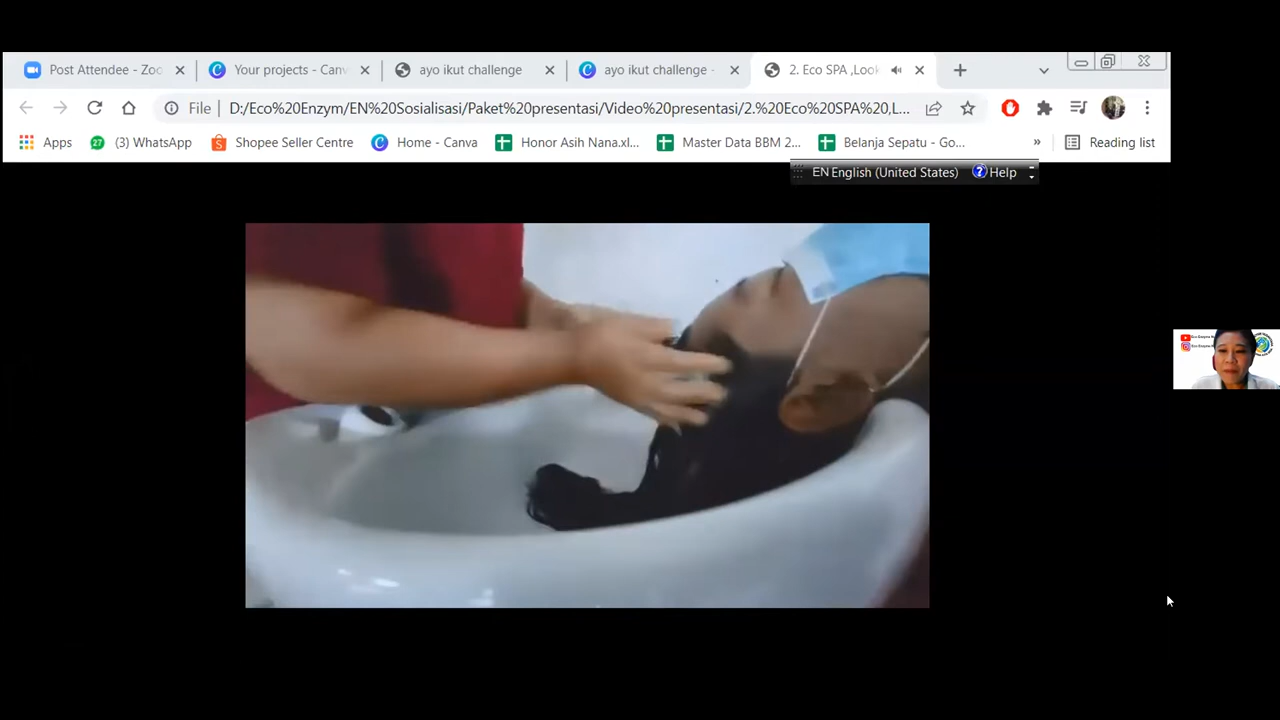 Post Attendee - Zoo
Your projects - Canv
ayo ikut challenge
ayo ikut challenge -
2. Eco SPA ,Look
File
D:/Eco%20Enzym/EN%20Sosialisasi/Paket%20presentasi/Video%20presentasi/2.%20Eco%20SPA%20,L...
Apps
(3) WhatsApp
Shopee Seller Centre
Home - Canva
Honor Asih Nana.xl...
Master Data BBM 2...
Belanja Sepatu - Go...
»
Reading list
EN English (United States)
Help